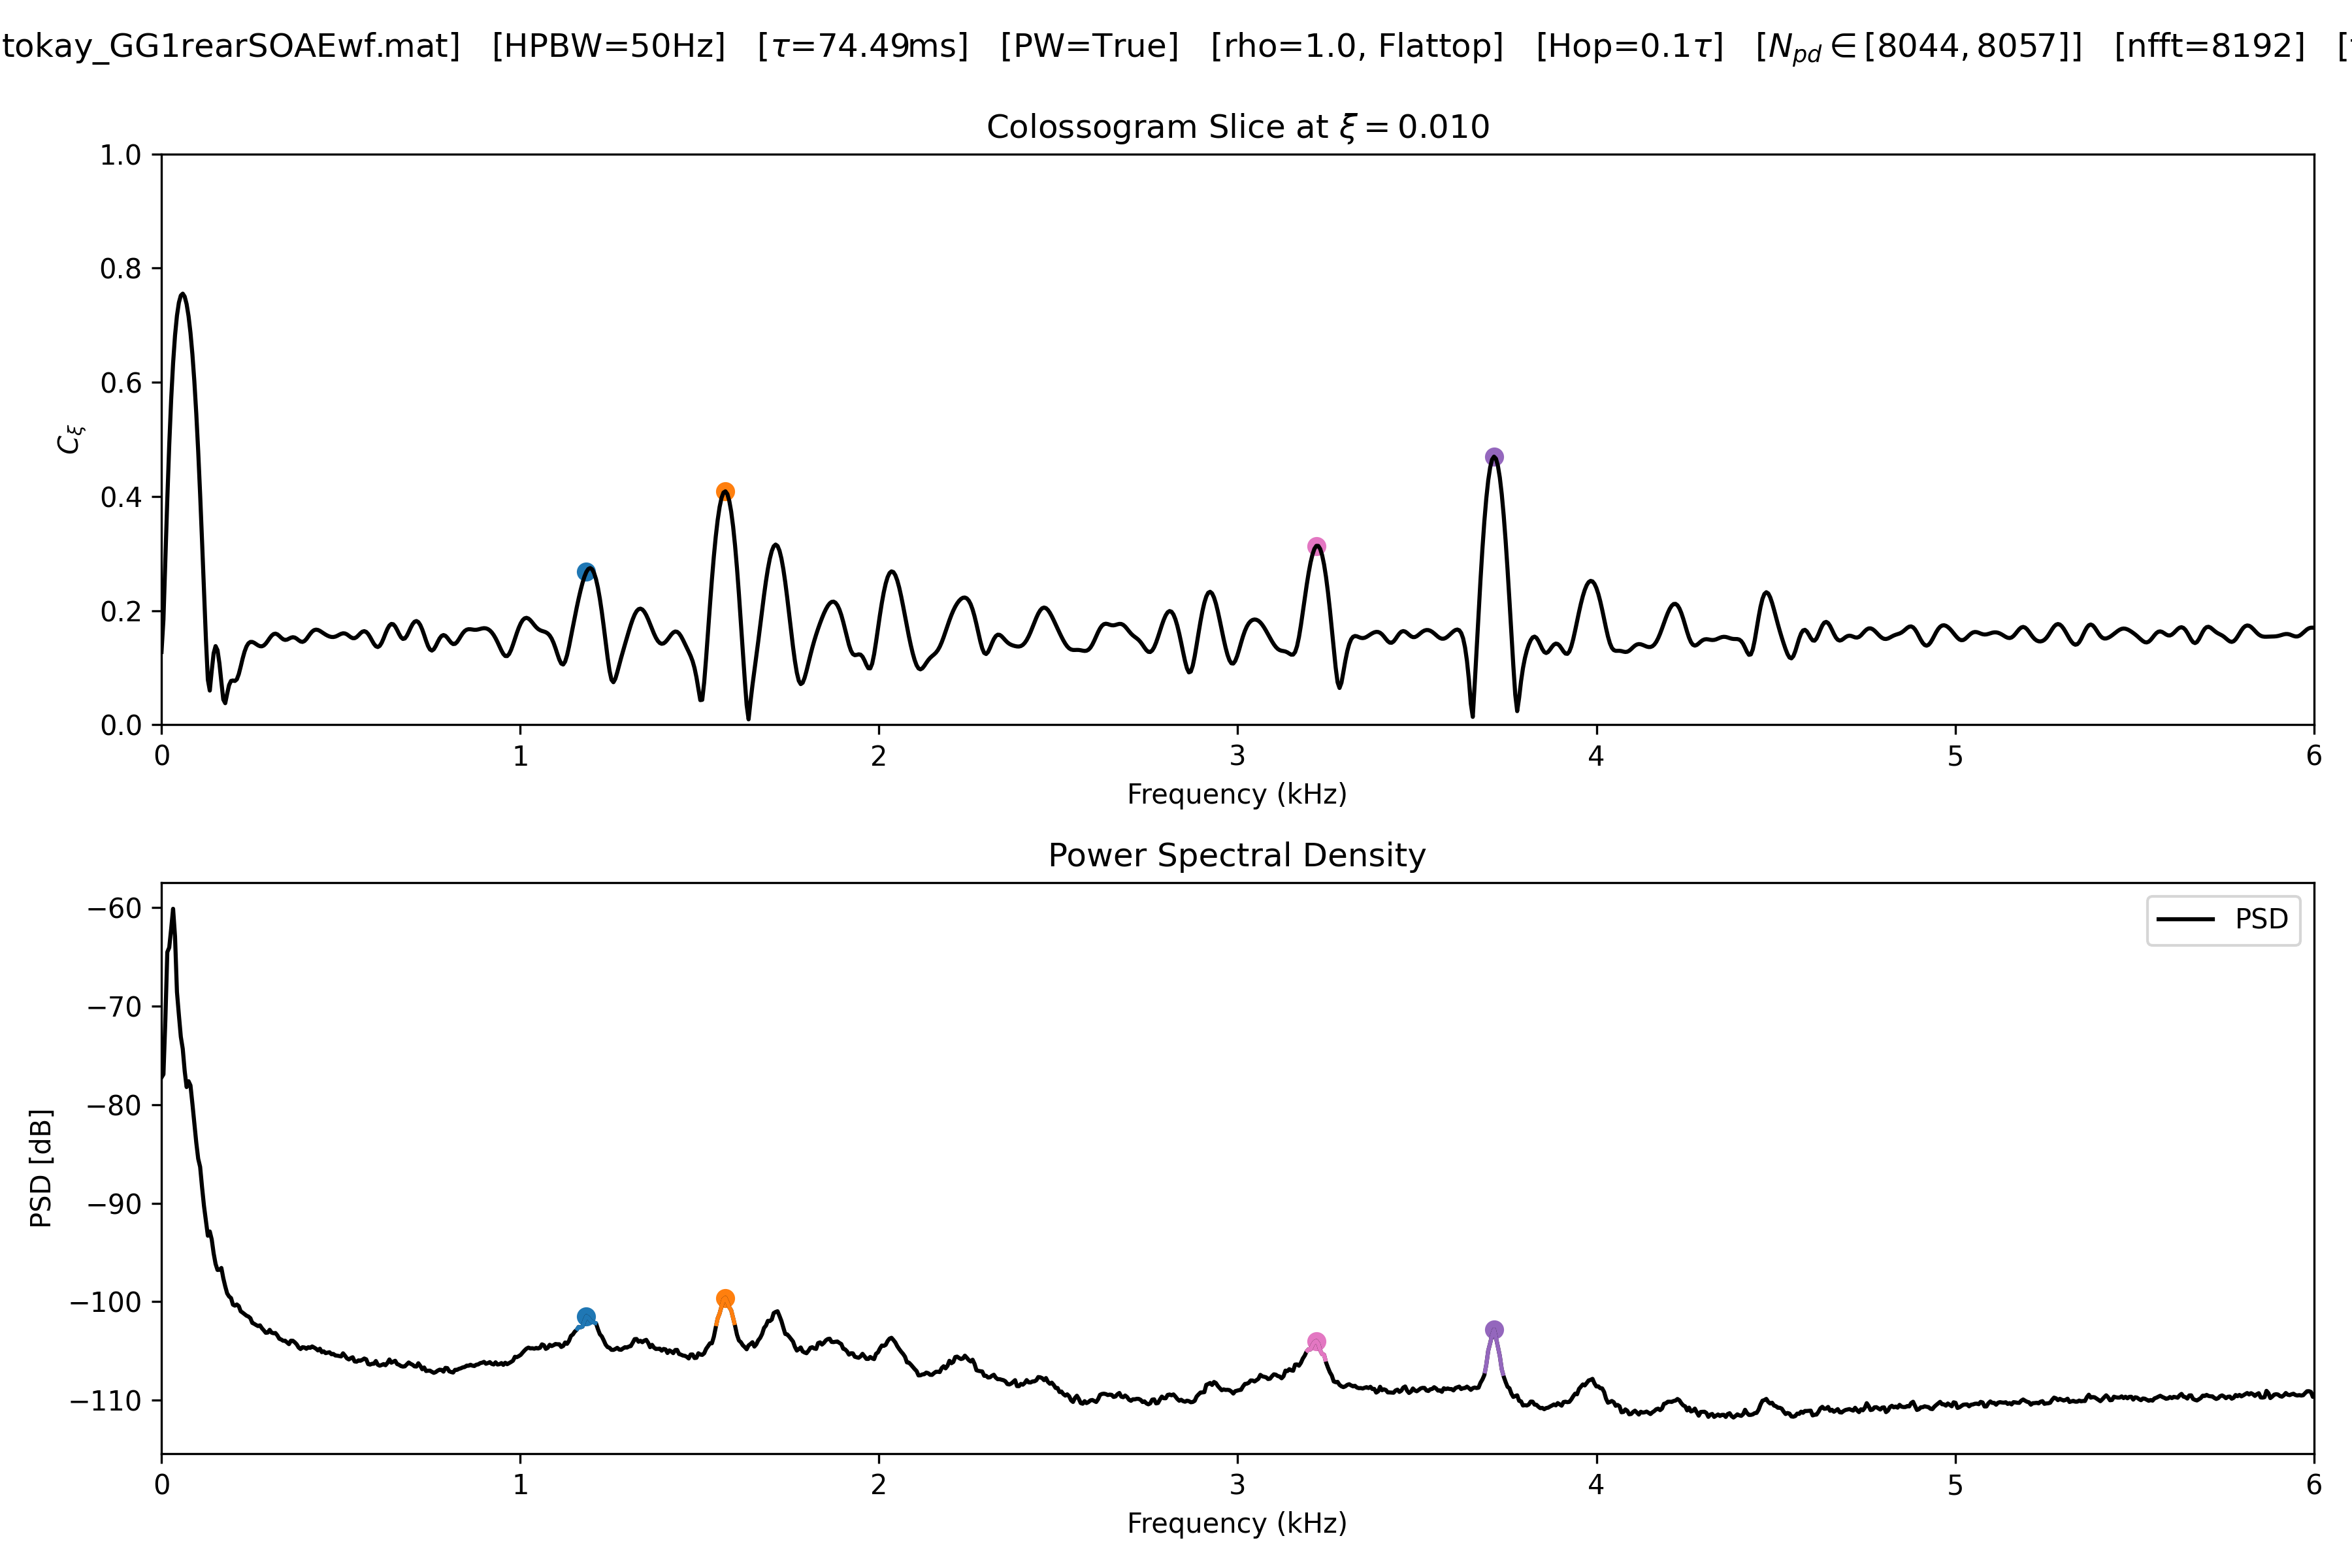 tokay_GG1rearSOAEwf.mat] [HPBW=50Hz] [τ=74.49ms] [PW=True] [rho=1.0, Flattop] [Hop=0.1τ] [N_pd ∈ [8044, 8057]] [nfft=8192] [
Colossogram Slice at ξ = 0.010
C_ξ
1.0
0.8
0.6
0.4
0.2
0.0
0 1 2 3 4 5 6
Frequency (kHz)
Power Spectral Density
PSD
PSD [dB]
−60
−70
−80
−90
−100
−110
0 1 2 3 4 5 6
Frequency (kHz)